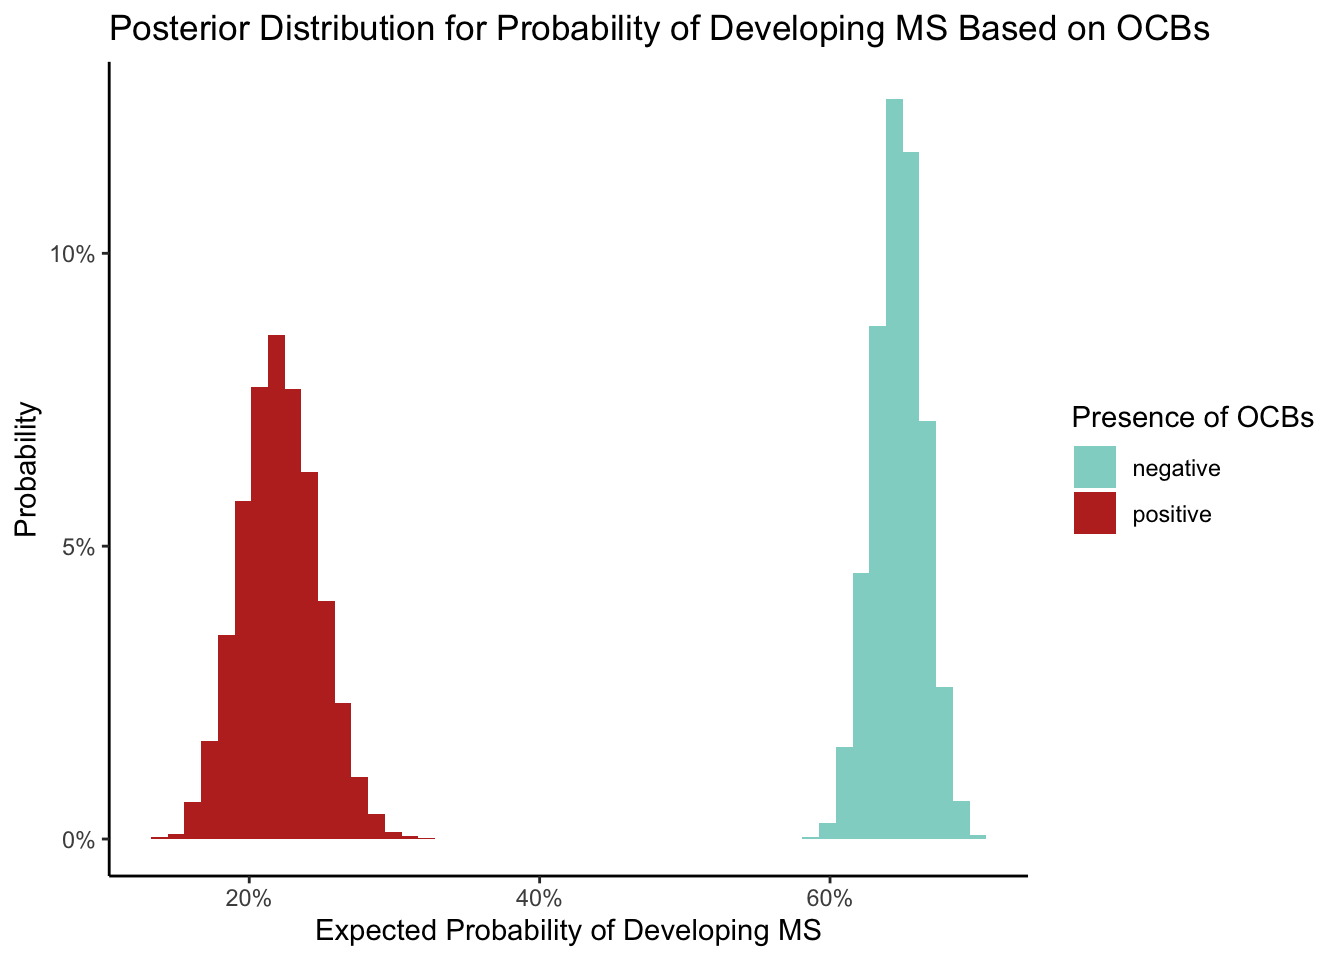 Posterior Distribution for Probability of Developing MS Based on OCBs
Probability
10%
5%
0%
20%
40%
60%
Expected Probability of Developing MS
Presence of OCBs
negative
positive